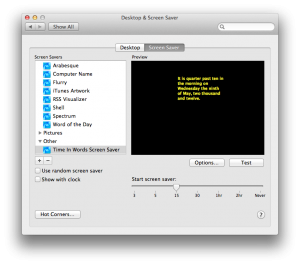 Desktop & Screen Saver
Show All
Desktop
Screen Saver
Screen Savers
Arabesque
Computer Name
Flurry
iTunes Artwork
RSS Visualizer
Shell
Spectrum
Word of the Day
Pictures
Other
Time In Words Screen Saver
+ −
Use random screen saver
Show with clock
Preview
It is quarter past ten in
the morning on
Wednesday the ninth
of May, two thousand
and twelve.
Options...
Test
Start screen saver:
3 5 15 30 1hr 2hr Never
Hot Corners...
?